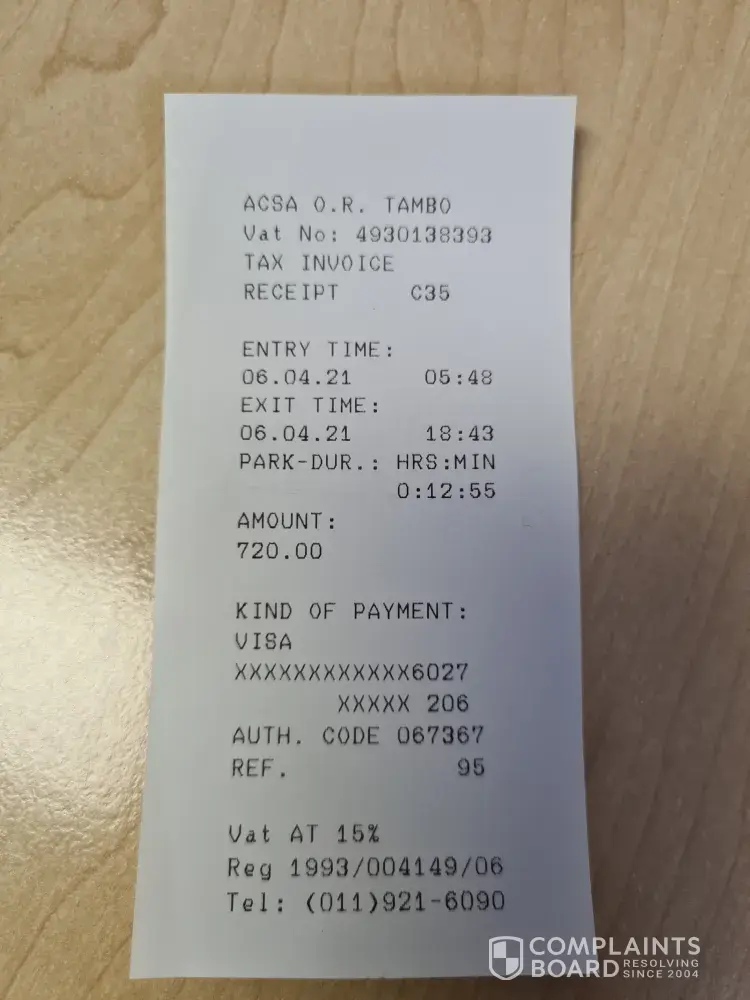 ACSA O.R. TAMBO
Vat No: 4930138393
TAX INVOICE
RECEIPT C35
ENTRY TIME:
06.04.21 05:48
EXIT TIME:
06.04.21 18:43
PARK-DUR.: HRS:MIN
0:12:55
AMOUNT:
720.00
KIND OF PAYMENT:
VISA
XXXXXXXXXXXX6027
XXXXX 206
AUTH. CODE 067367
REF. 95
Vat AT 15%
Reg 1993/004149/06
Tel: (011)921-6090
COMPLAINTS
BOARD RESOLVING
SINCE 2004